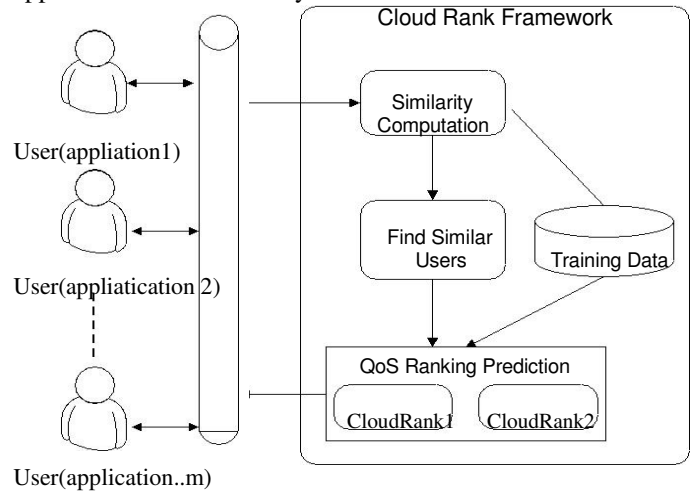 Cloud Rank Framework
Similarity
Computation
User(appliation1)
Find Similar
Users
Training Data
User(appliatication 2)
QoS Ranking Prediction
CloudRank1
CloudRank2
User(application..m)